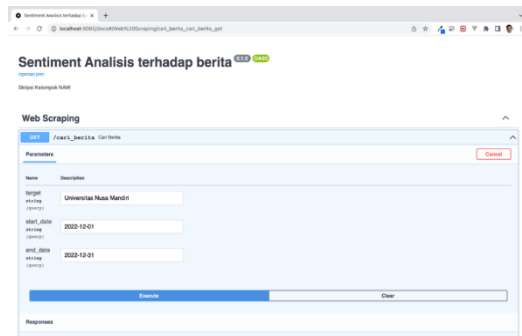 Sentiment Analisis terhadap b
localhost:8000/docs#/Web%20Scraping/cari_berita_cari_berita_get
Sentiment Analisis terhadap berita 0.1.0 OAS3
/openapi.json
Skripsi Kelompok NAM
Web Scraping
GET /cari_berita Cari Berita
Parameters
Cancel
Name Description
target
string
(query)
Universitas Nusa Mandiri
start_date
string
(query)
2022-12-01
end_date
string
(query)
2022-12-31
Execute Clear
Responses